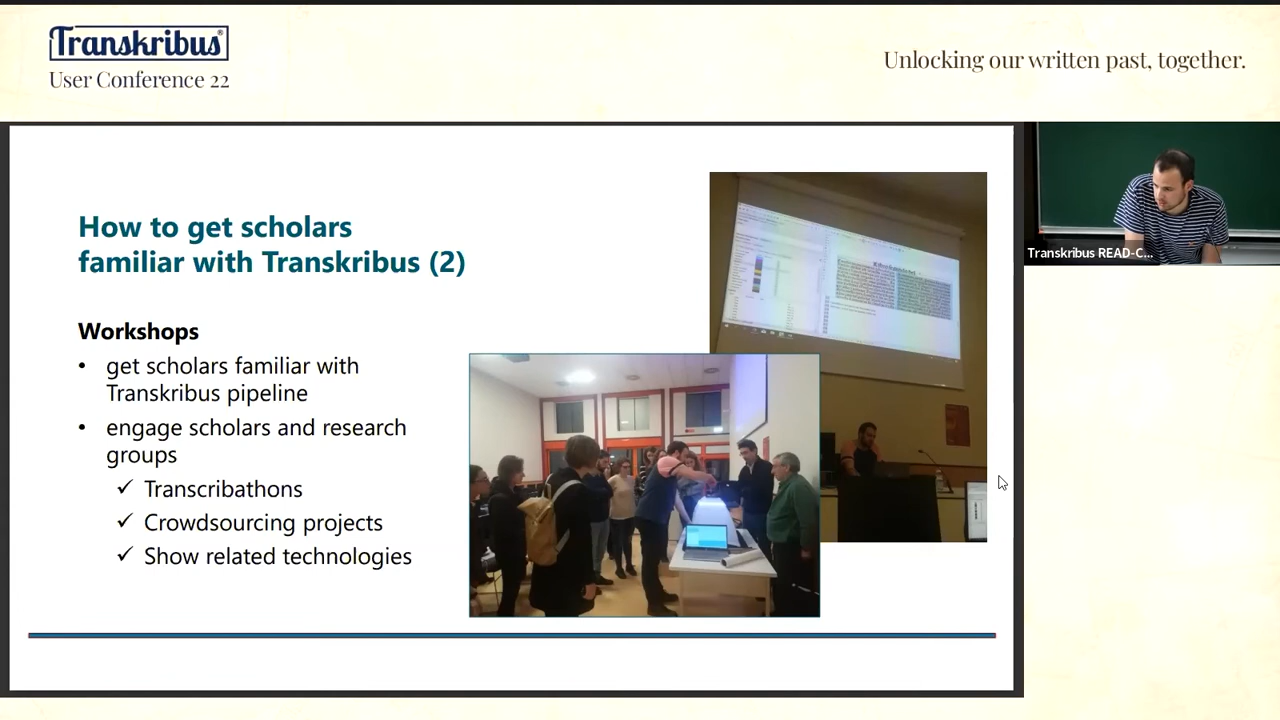 Transkribus®
User Conference 22
Unlocking our written past, together.
How to get scholars
familiar with Transkribus (2)
Workshops
• get scholars familiar with
Transkribus pipeline
• engage scholars and research
groups
✓ Transcribathons
✓ Crowdsourcing projects
✓ Show related technologies
Transkribus READ-C...